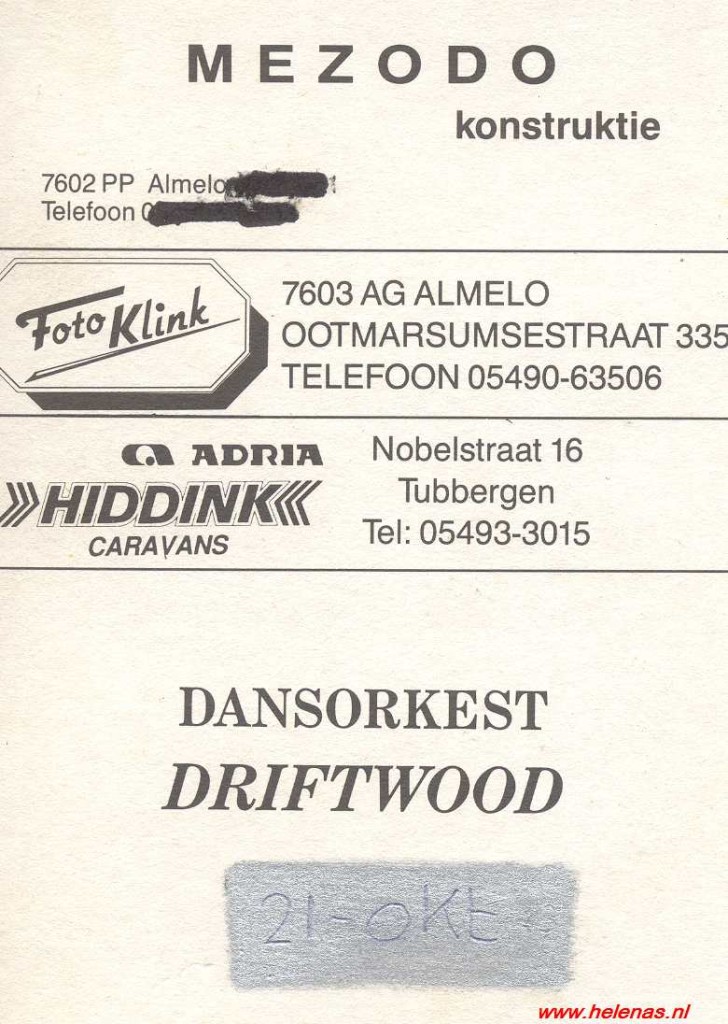 MEZODO
konstruktie
7602 PP Almelo
Telefoon 0
Foto Klink
7603 AG ALMELO
OOTMARSUMSESTRAAT 335
TELEFOON 05490-63506
ADRIA
HIDDINK
CARAVANS
Nobelstraat 16
Tubbergen
Tel: 05493-3015
DANSORKEST
DRIFTWOOD
21-OKt
www.helenas.nl